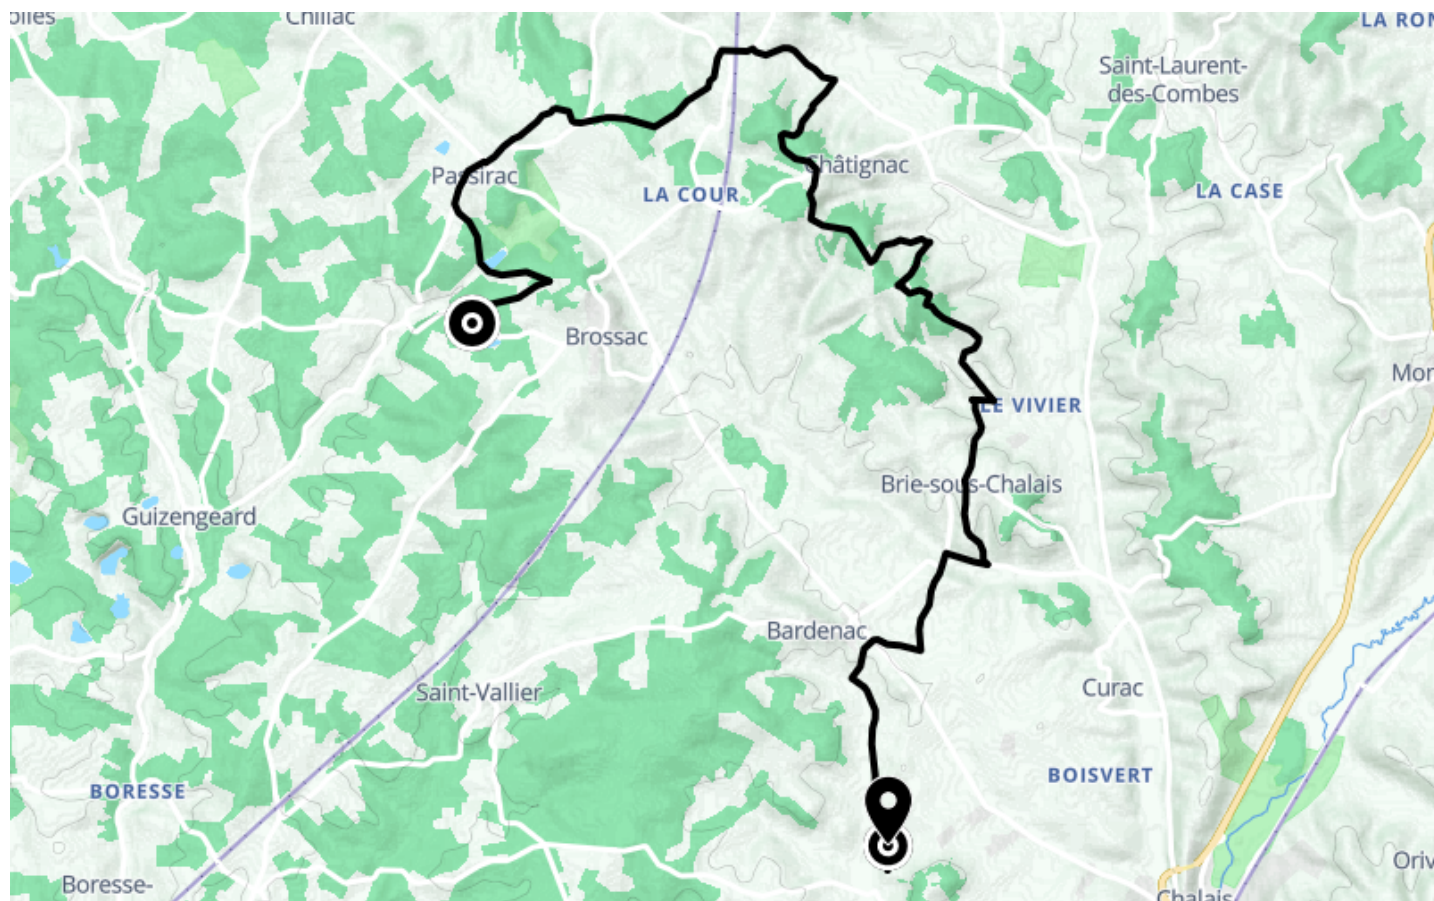 Chillac
LA RON
Saint-Laurent-
des-Combes
Passirac
Châtignac
LA COUR
LA CASE
Brossac
Mor
LE VIVIER
Brie-sous-Chalais
Guizengeard
Bardenac
Saint-Vallier
Curac
BORESSE
BOISVERT
Boresse-
Oriv
Chalais